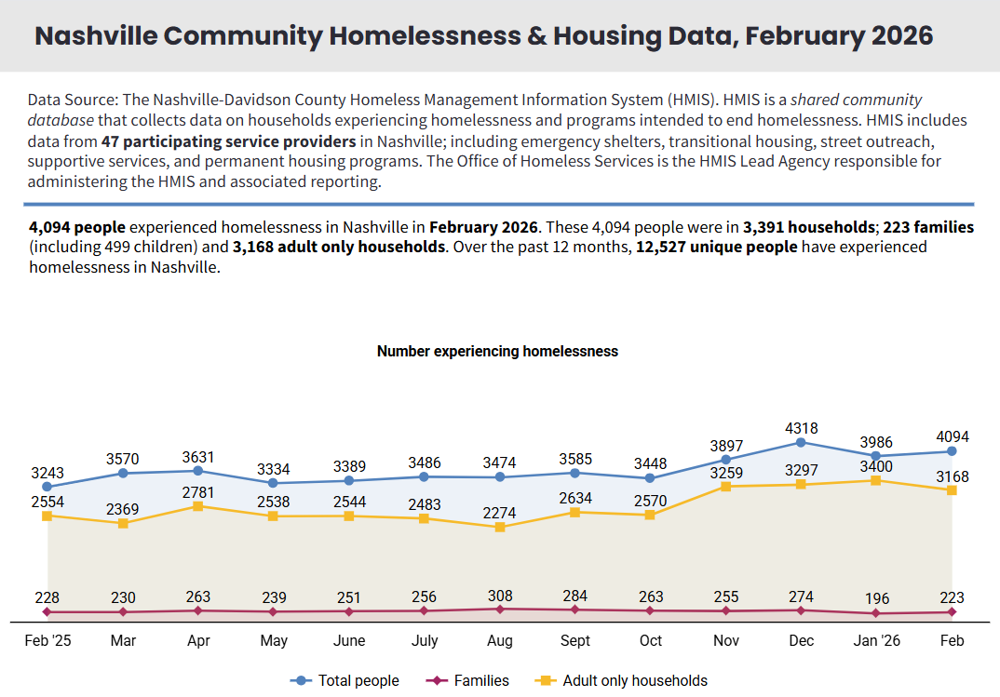 Nashville Community Homelessness & Housing Data, February 2026
Data Source: The Nashville-Davidson County Homeless Management Information System (HMIS). HMIS is a shared community
database that collects data on households experiencing homelessness and programs intended to end homelessness. HMIS includes
data from 47 participating service providers in Nashville; including emergency shelters, transitional housing, street outreach,
supportive services, and permanent housing programs. The Office of Homeless Services is the HMIS Lead Agency responsible for
administering the HMIS and associated reporting.
4,094 people experienced homelessness in Nashville in February 2026. These 4,094 people were in 3,391 households; 223 families
(including 499 children) and 3,168 adult only households. Over the past 12 months, 12,527 unique people have experienced
homelessness in Nashville.
Number experiencing homelessness
3243 3570 3631 3334 3389 3486 3474 3585 3448 3897 4318 3986 4094
2554 2369 2781 2538 2544 2483 2274 2634 2570 3259 3297 3400 3168
228 230 263 239 251 256 308 284 263 255 274 196 223
Feb '25 Mar Apr May June July Aug Sept Oct Nov Dec Jan '26 Feb
Total people Families Adult only households